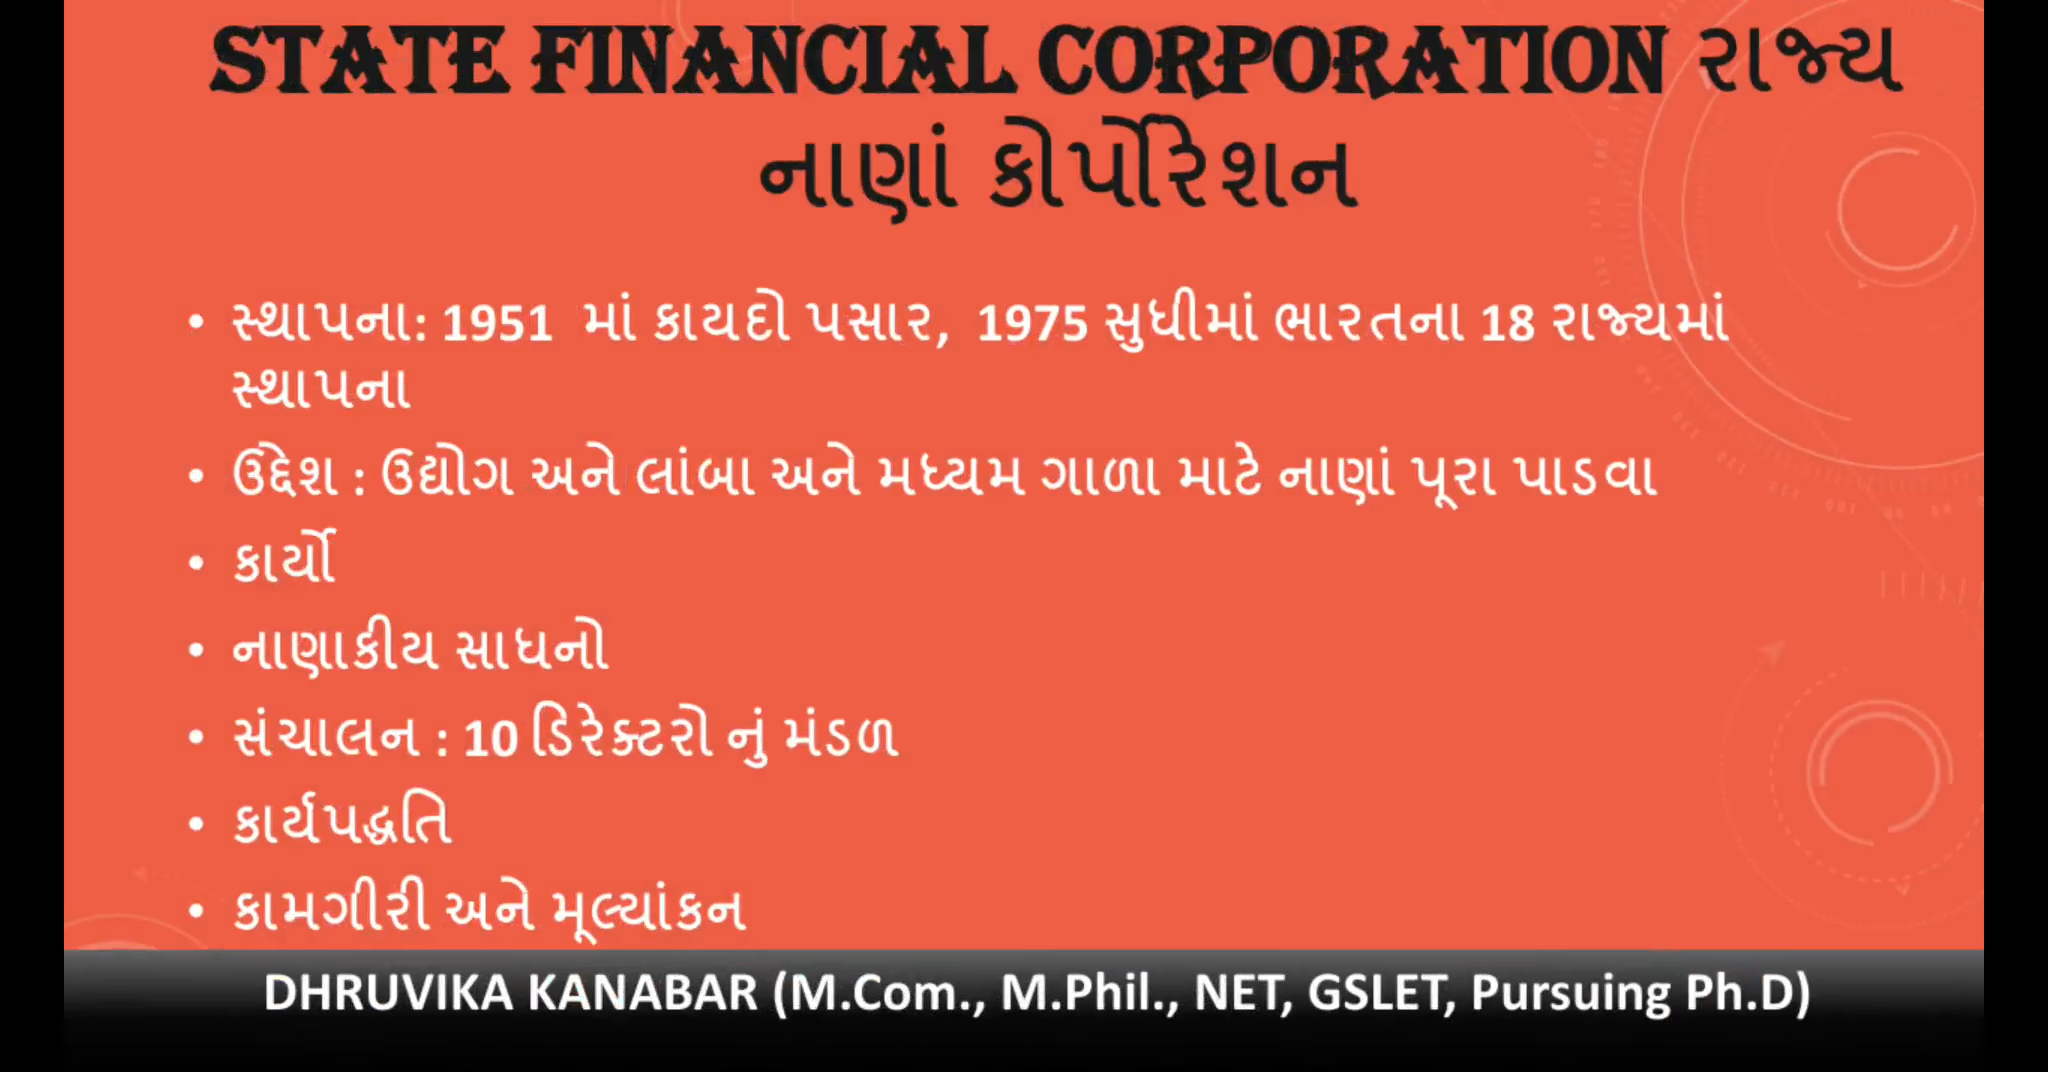 STATE FINANCIAL CORPORATION રાજ્ય
નાણાં કોર્પોરેશન
• સ્થાપના: 1951 માં કાયદો પસાર, 1975 સુધીમાં ભારતના 18 રાજ્યમાં
સ્થાપના
• ઉદ્દેશ : ઉદ્યોગ અને લાંબા અને મધ્યમ ગાળા માટે નાણાં પૂરા પાડવા
• કાર્યો
• નાણાકીય સાધનો
• સંચાલન : 10 ડિરેક્ટરો નું મંડળ
• કાર્યપદ્ધતિ
• કામગીરી અને મૂલ્યાંકન
DHRUVIKA KANABAR (M.Com., M.Phil., NET, GSLET, Pursuing Ph.D)